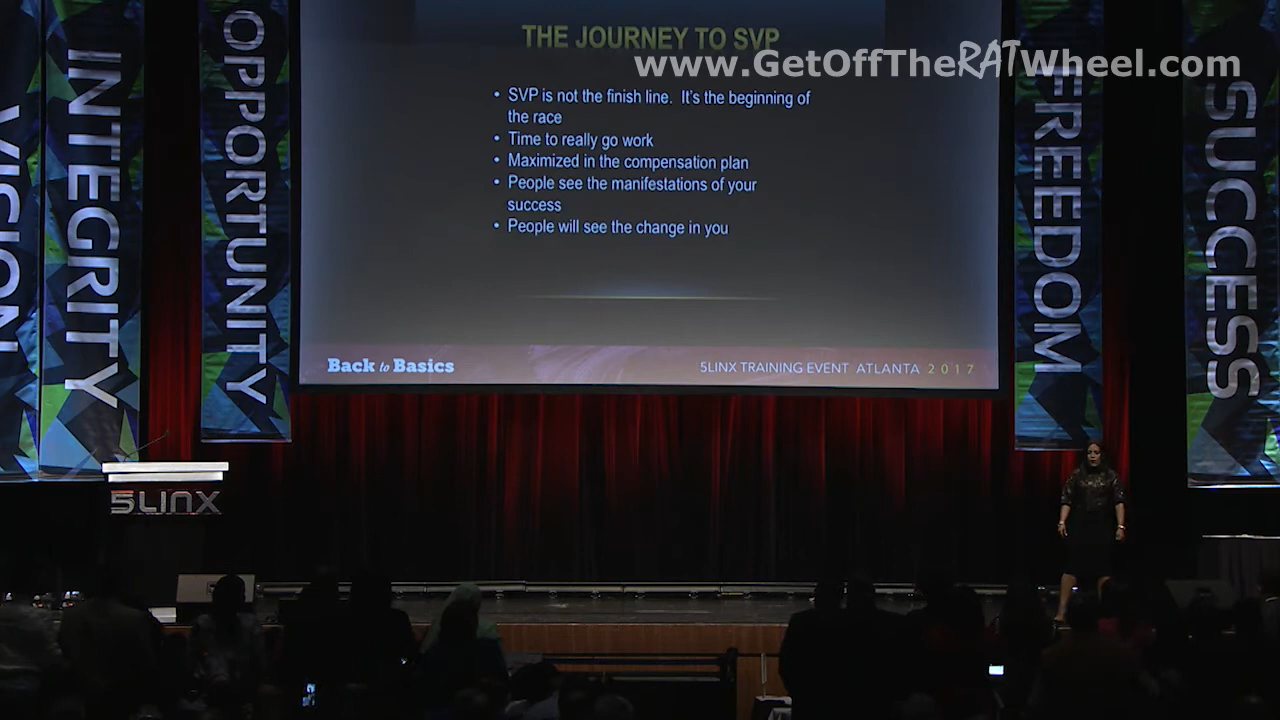 THE JOURNEY TO SVP
www.GetOffTheRATWheel.com
• SVP is not the finish line. It's the beginning of
the race
• Time to really go work
• Maximized in the compensation plan
• People see the manifestations of your
success
• People will see the change in you
Back to Basics
5LINX TRAINING EVENT ATLANTA 2017
VISION
INTEGRITY
OPPORTUNITY
FREEDOM
SUCCESS
5LINX